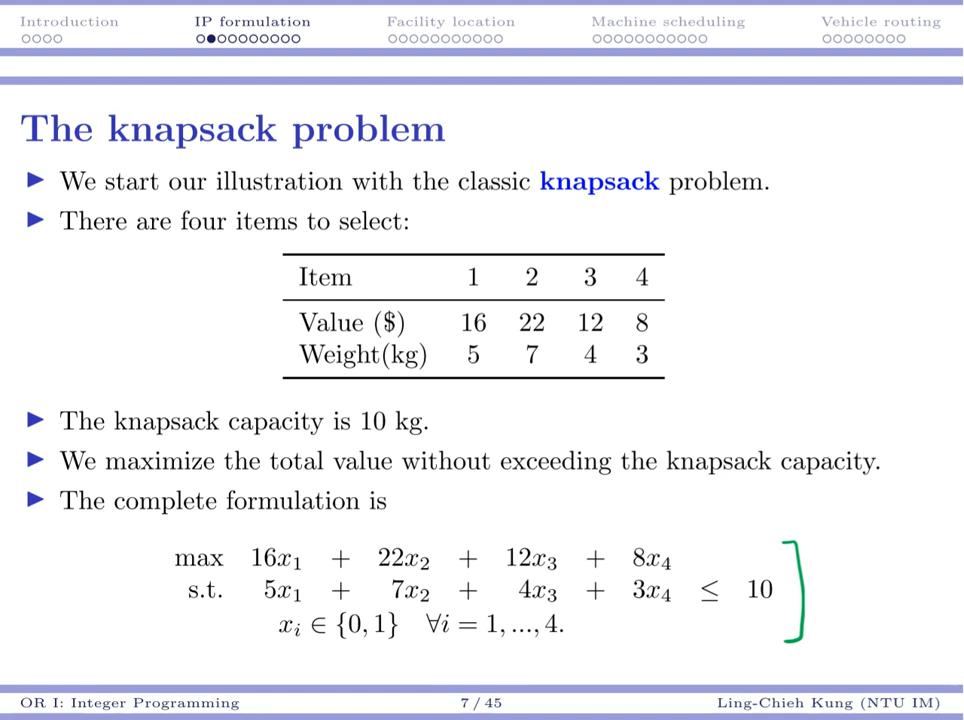 Introduction IP formulation Facility location Machine scheduling Vehicle routing
The knapsack problem
▶ We start our illustration with the classic knapsack problem.
▶ There are four items to select:
Item 1 2 3 4
Value ($) 16 22 12 8
Weight(kg) 5 7 4 3
▶ The knapsack capacity is 10 kg.
▶ We maximize the total value without exceeding the knapsack capacity.
▶ The complete formulation is
max 16x₁ + 22x₂ + 12x₃ + 8x₄
s.t. 5x₁ + 7x₂ + 4x₃ + 3x₄ ≤ 10
xᵢ ∈ {0, 1} ∀i = 1, ..., 4.
OR I: Integer Programming 7 / 45 Ling-Chieh Kung (NTU IM)